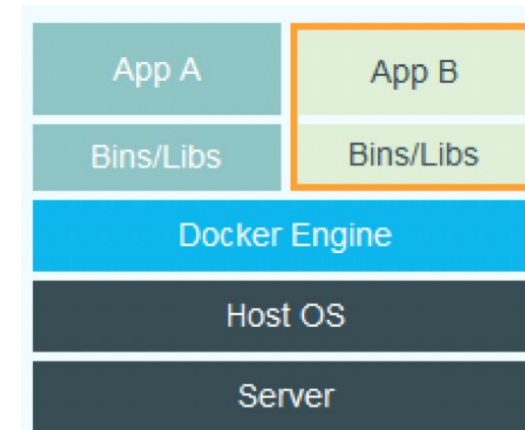 App A
App B
Bins/Libs
Bins/Libs
Docker Engine
Host OS
Server